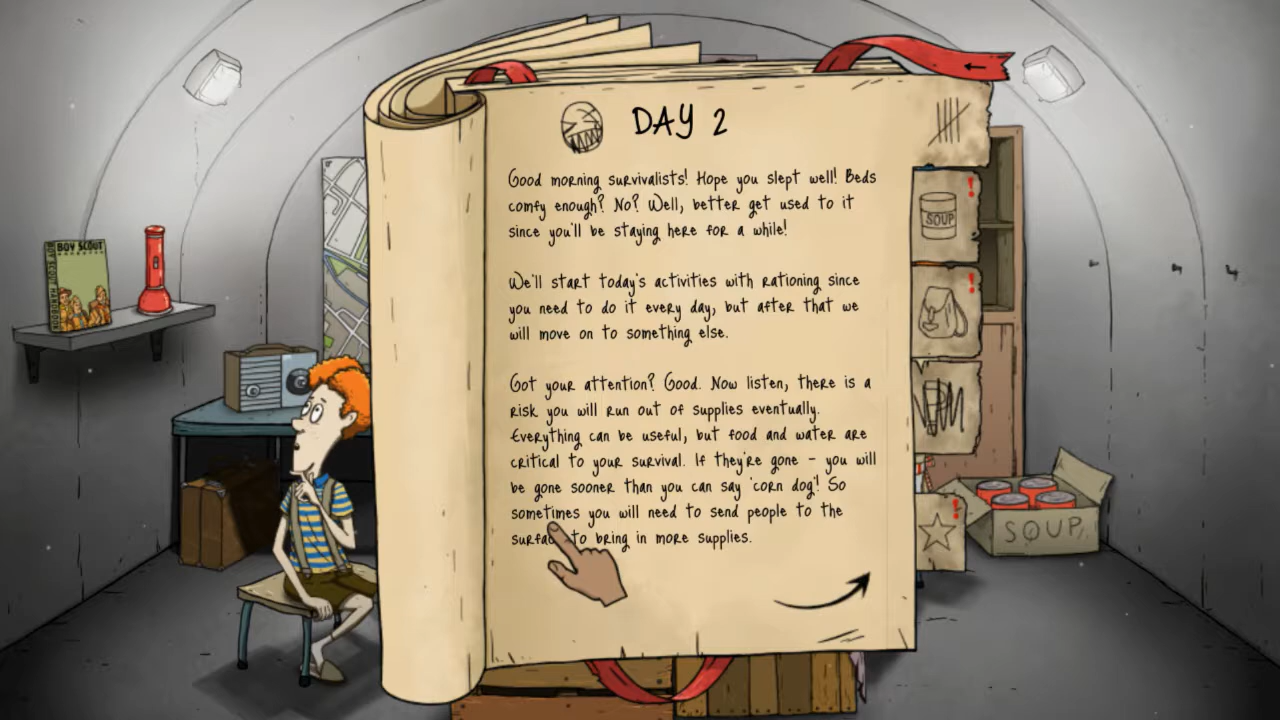 DAY 2
Good morning survivalists! Hope you slept well! Beds
comfy enough? No? Well, better get used to it
since you'll be staying here for a while!
We'll start today's activities with rationing since
you need to do it every day, but after that we
will move on to something else.
Got your attention? Good. Now listen, there is a
risk you will run out of supplies eventually.
Everything can be useful, but food and water are
critical to your survival. If they're gone - you will
be gone sooner than you can say 'corn dog'! So
sometimes you will need to send people to the
to bring in more supplies.
SOUP
BOY SCOUT
SOUP